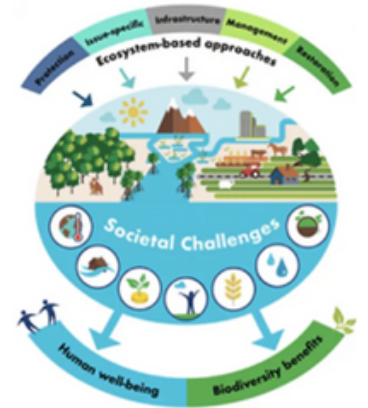 Protection
Issue-specific
Infrastructure
Management
Restoration
Ecosystem-based approaches
Societal Challenges
Human well-being
Biodiversity benefits